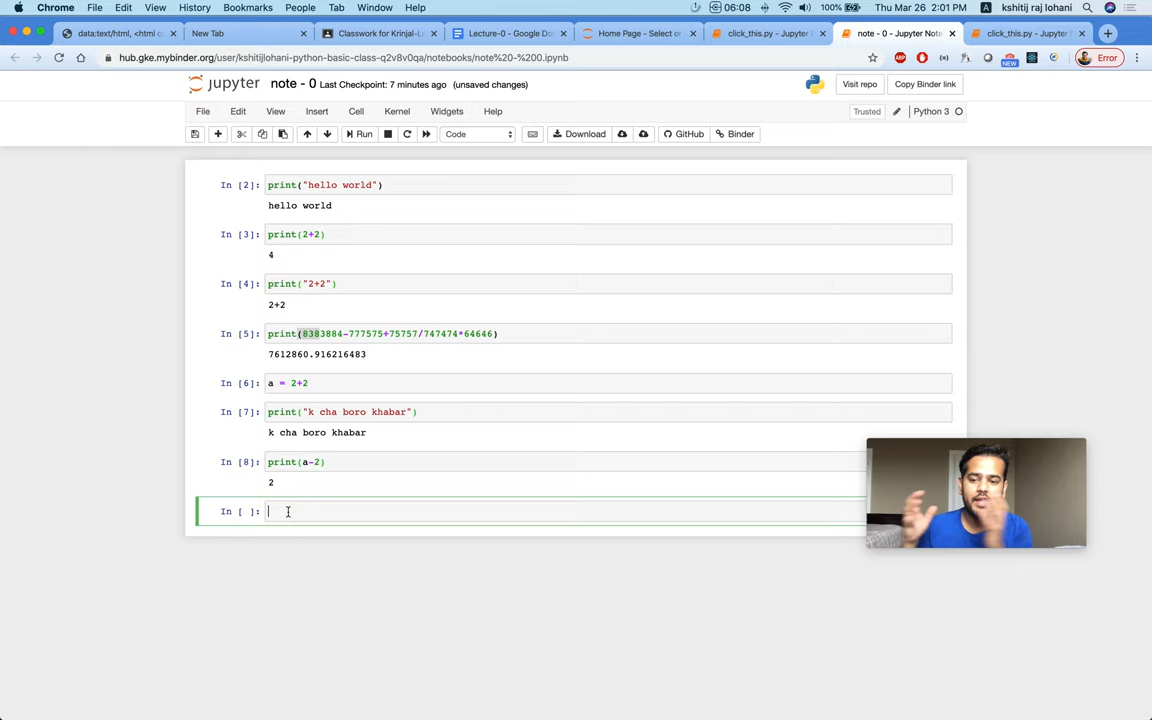 Chrome File Edit View History Bookmarks People Tab Window Help 06:08 100% Thu Mar 26 2:01 PM A kshitij raj lohani
data:text/html, <html co New Tab Classwork for Krinjal-La Lecture-0 - Google Doc Home Page - Select or click_this.py - Jupyter N note - 0 - Jupyter Note click_this.py - Jupyter N
hub.gke.mybinder.org/user/kshitijlohani-python-basic-class-q2v8v0qa/notebooks/note%20-%200.ipynb ABP NEW Error
jupyter note - 0 Last Checkpoint: 7 minutes ago (unsaved changes) Visit repo Copy Binder link
File Edit View Insert Cell Kernel Widgets Help Trusted Python 3
Run Code Download GitHub Binder
In [2]: print("hello world")
hello world
In [3]: print(2+2)
4
In [4]: print("2+2")
2+2
In [5]: print(8383884-777575+75757/747474*64646)
7612860.916216483
In [6]: a = 2+2
In [7]: print("k cha boro khabar")
k cha boro khabar
In [8]: print(a-2)
2
In [ ]: